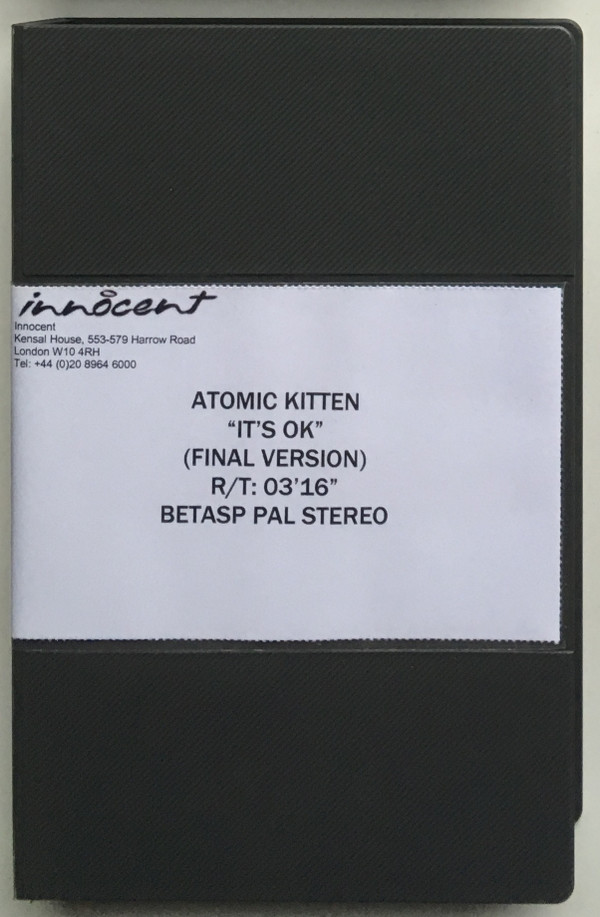 innocent
Innocent
Kensal House, 553-579 Harrow Road
London W10 4RH
Tel: +44 (0)20 8964 6000
ATOMIC KITTEN
“IT’S OK”
(FINAL VERSION)
R/T: 03’16”
BETASP PAL STEREO